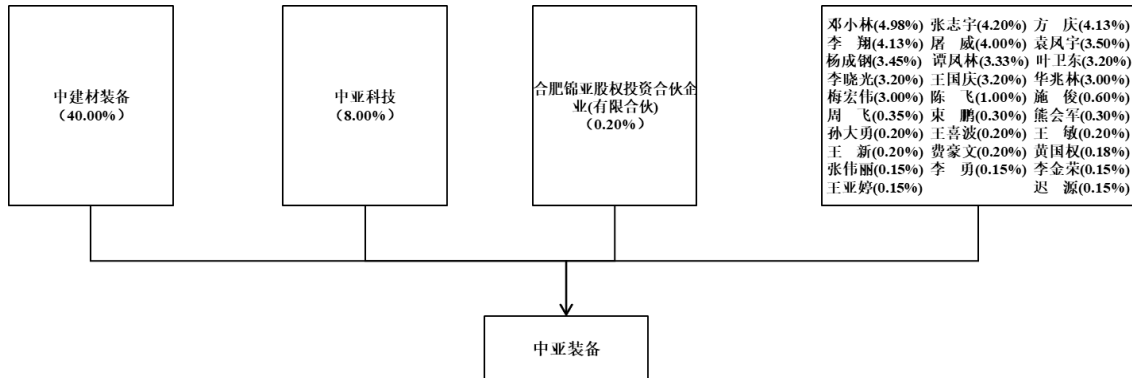 中建材装备
（40.00%）
中亚科技
（8.00%）
合肥锦亚股权投资合伙企
业(有限合伙)
（0.20%）
邓小林(4.98%) 张志宇(4.20%) 方　庆(4.13%)
李　翔(4.13%) 屠　威(4.00%) 袁风宇(3.50%)
杨成钢(3.45%) 谭风林(3.33%) 叶卫东(3.20%)
李晓光(3.20%) 王国庆(3.20%) 华兆林(3.00%)
梅宏伟(3.00%) 陈　飞(1.00%) 施　俊(0.60%)
周　飞(0.35%) 束　鹏(0.30%) 熊会军(0.30%)
孙大勇(0.20%) 王喜波(0.20%) 王　敏(0.20%)
王　新(0.20%) 费豪文(0.20%) 黄国权(0.18%)
张伟丽(0.15%) 李　勇(0.15%) 李金荣(0.15%)
王亚婷(0.15%) 迟　源(0.15%)
中亚装备